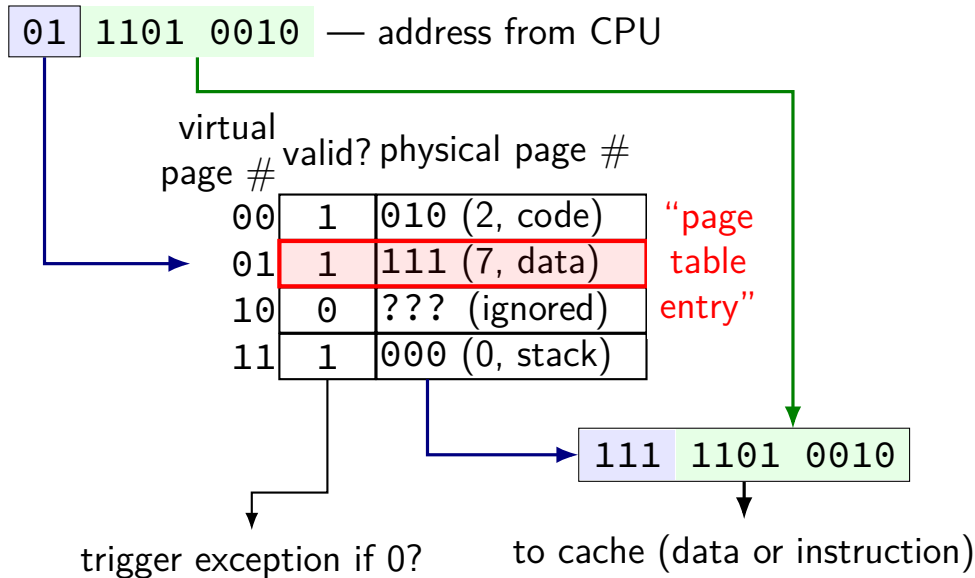 01 1101 0010 — address from CPU
virtual
page #
valid? physical page #
00 1 010 (2, code)
01 1 111 (7, data)
10 0 ??? (ignored)
11 1 000 (0, stack)
“page
table
entry”
111 1101 0010
trigger exception if 0?
to cache (data or instruction)